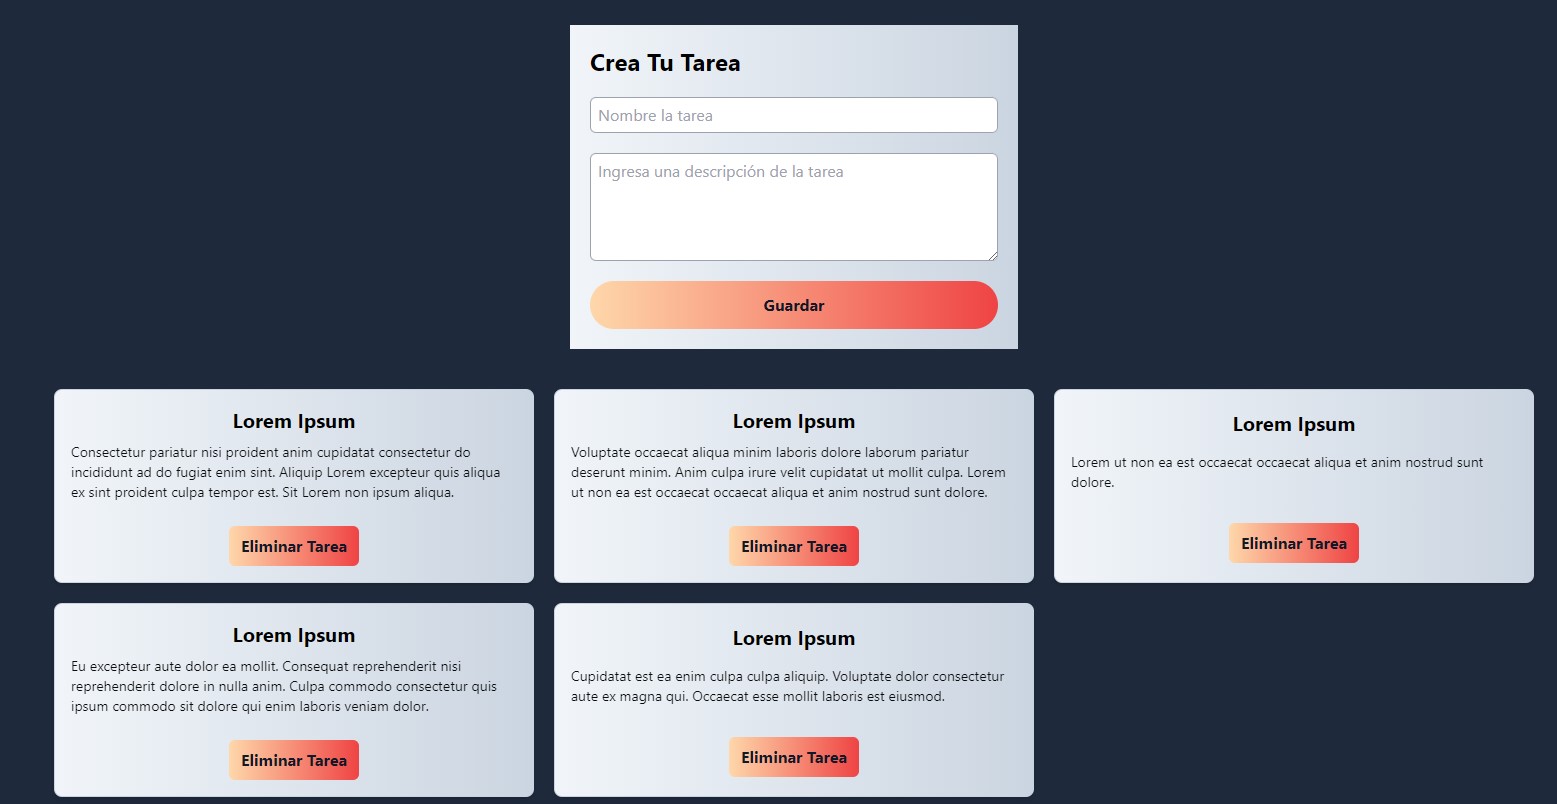 Crea Tu Tarea
Nombre la tarea
Ingresa una descripción de la tarea
Guardar
Lorem Ipsum
Consectetur pariatur nisi proident anim cupidatat consectetur do
incididunt ad do fugiat enim sint. Aliquip Lorem excepteur quis aliqua
ex sint proident culpa tempor est. Sit Lorem non ipsum aliqua.
Eliminar Tarea
Lorem Ipsum
Voluptate occaecat aliqua minim laboris dolore laborum pariatur
deserunt minim. Anim culpa irure velit cupidatat ut mollit culpa. Lorem
ut non ea est occaecat occaecat aliqua et anim nostrud sunt dolore.
Eliminar Tarea
Lorem Ipsum
Lorem ut non ea est occaecat occaecat aliqua et anim nostrud sunt
dolore.
Eliminar Tarea
Lorem Ipsum
Eu excepteur aute dolor ea mollit. Consequat reprehenderit nisi
reprehenderit dolore in nulla anim. Culpa commodo consectetur quis
ipsum commodo sit dolore qui enim laboris veniam dolor.
Eliminar Tarea
Lorem Ipsum
Cupidatat est ea enim culpa culpa aliquip. Voluptate dolor consectetur
aute ex magna qui. Occaecat esse mollit laboris est eiusmod.
Eliminar Tarea